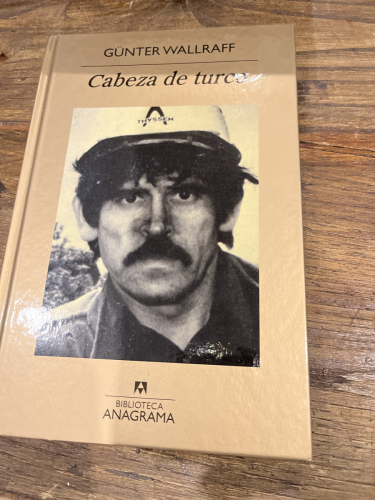 GÜNTER WALLRAFF
Cabeza de turco
THYSSEN
BIBLIOTECA
ANAGRAMA